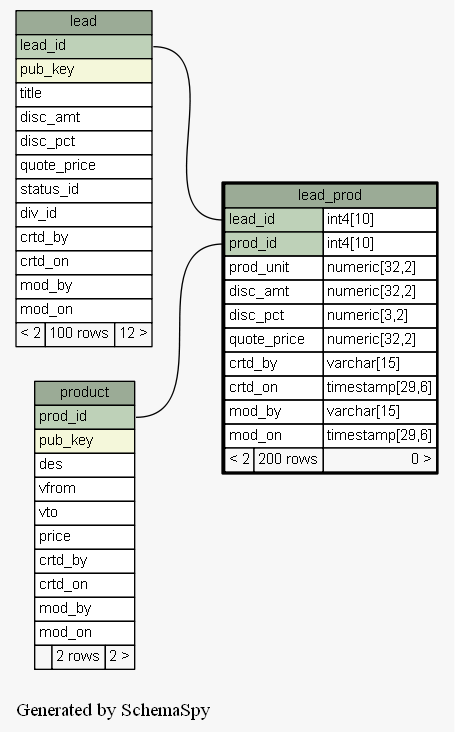 lead
lead_id
pub_key
title
disc_amt
disc_pct
quote_price
status_id
div_id
crtd_by
crtd_on
mod_by
mod_on
< 2 100 rows 12 >
lead_prod
lead_id int4[10]
prod_id int4[10]
prod_unit numeric[32,2]
disc_amt numeric[32,2]
disc_pct numeric[3,2]
quote_price numeric[32,2]
crtd_by varchar[15]
crtd_on timestamp[29,6]
mod_by varchar[15]
mod_on timestamp[29,6]
< 2 200 rows 0 >
product
prod_id
pub_key
des
vfrom
vto
price
crtd_by
crtd_on
mod_by
mod_on
2 rows 2 >
Generated by SchemaSpy